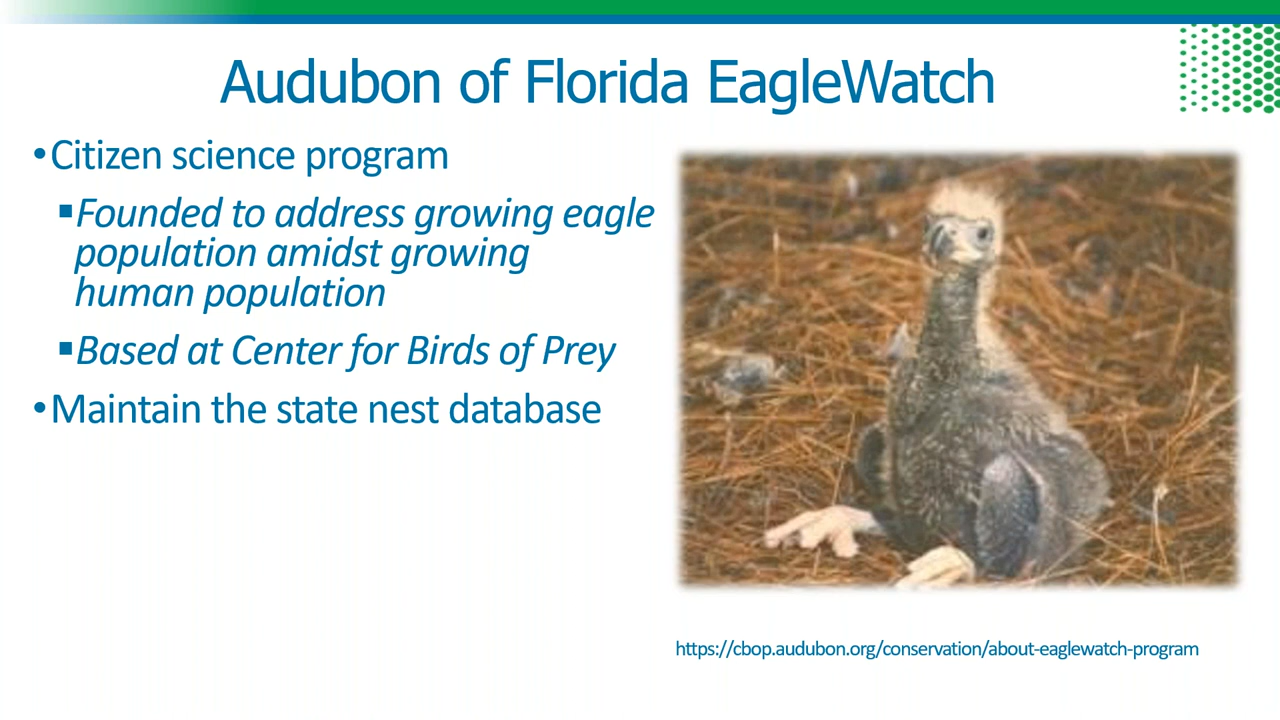 Audubon of Florida EagleWatch
•Citizen science program
▪Founded to address growing eagle
population amidst growing
human population
▪Based at Center for Birds of Prey
•Maintain the state nest database
https://cbop.audubon.org/conservation/about-eaglewatch-program